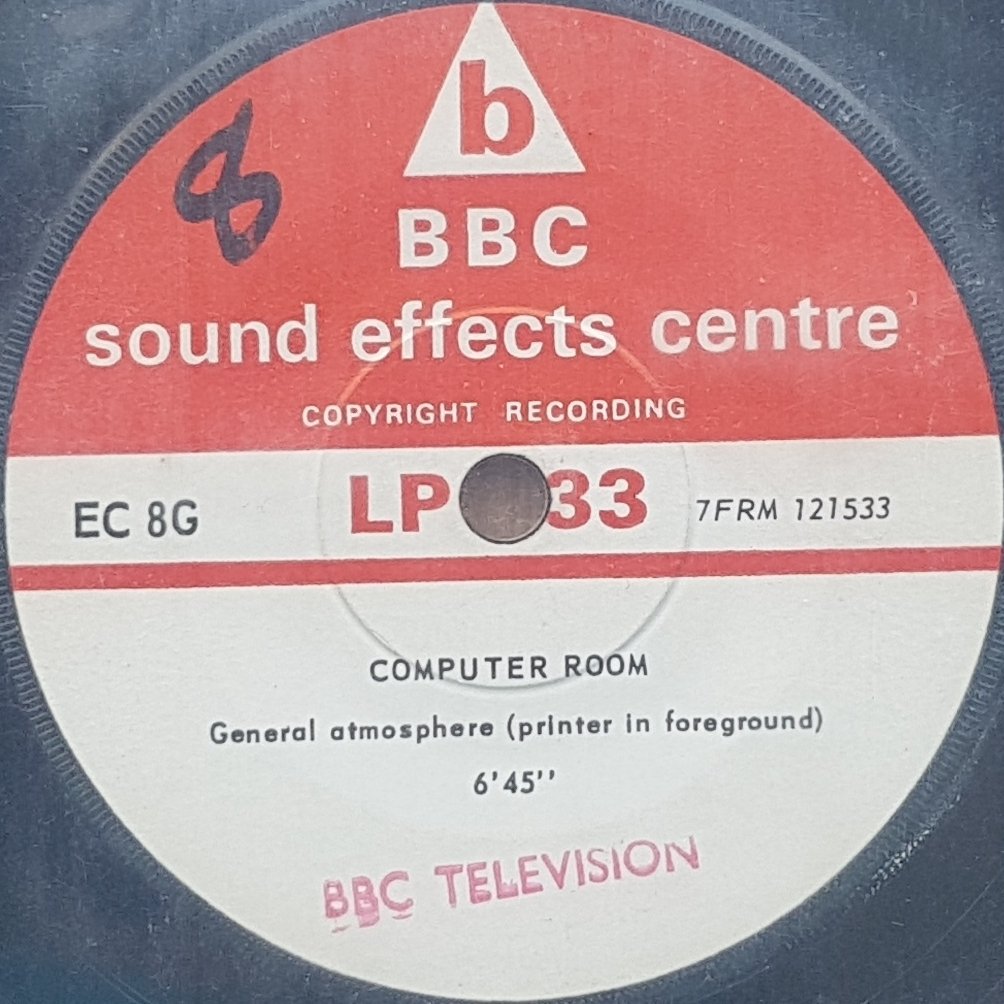 b
8
BBC
sound effects centre
COPYRIGHT RECORDING
EC 8G LP 33 7FRM 121533
COMPUTER ROOM
General atmosphere (printer in foreground)
6'45''
BBC TELEVISION